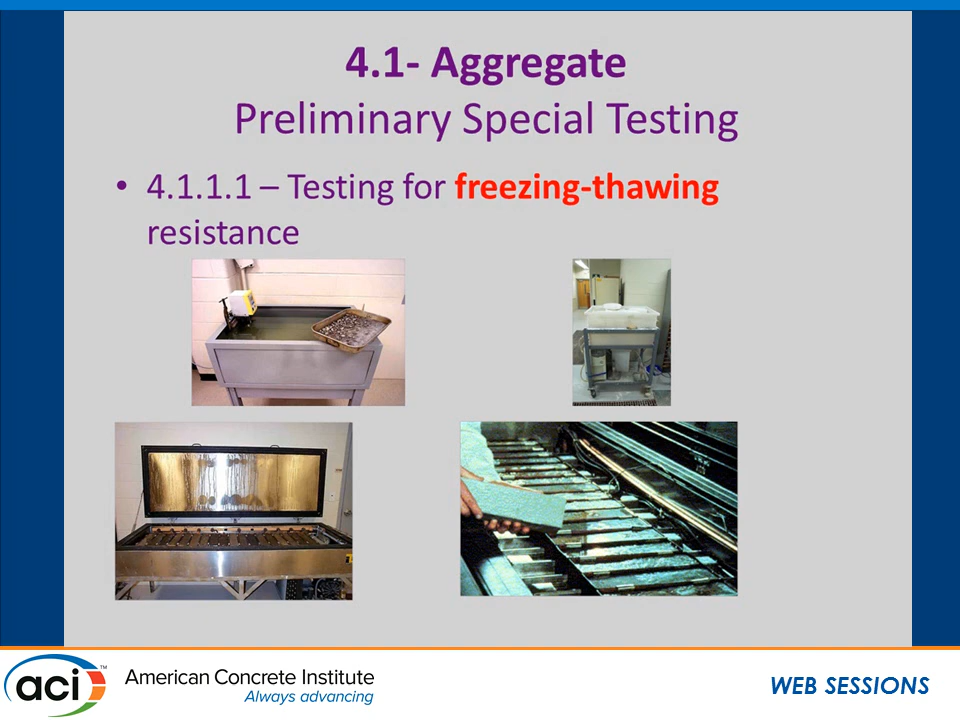 4.1- Aggregate
Preliminary Special Testing
• 4.1.1.1 – Testing for freezing-thawing
resistance
aci™
American Concrete Institute
Always advancing
WEB SESSIONS